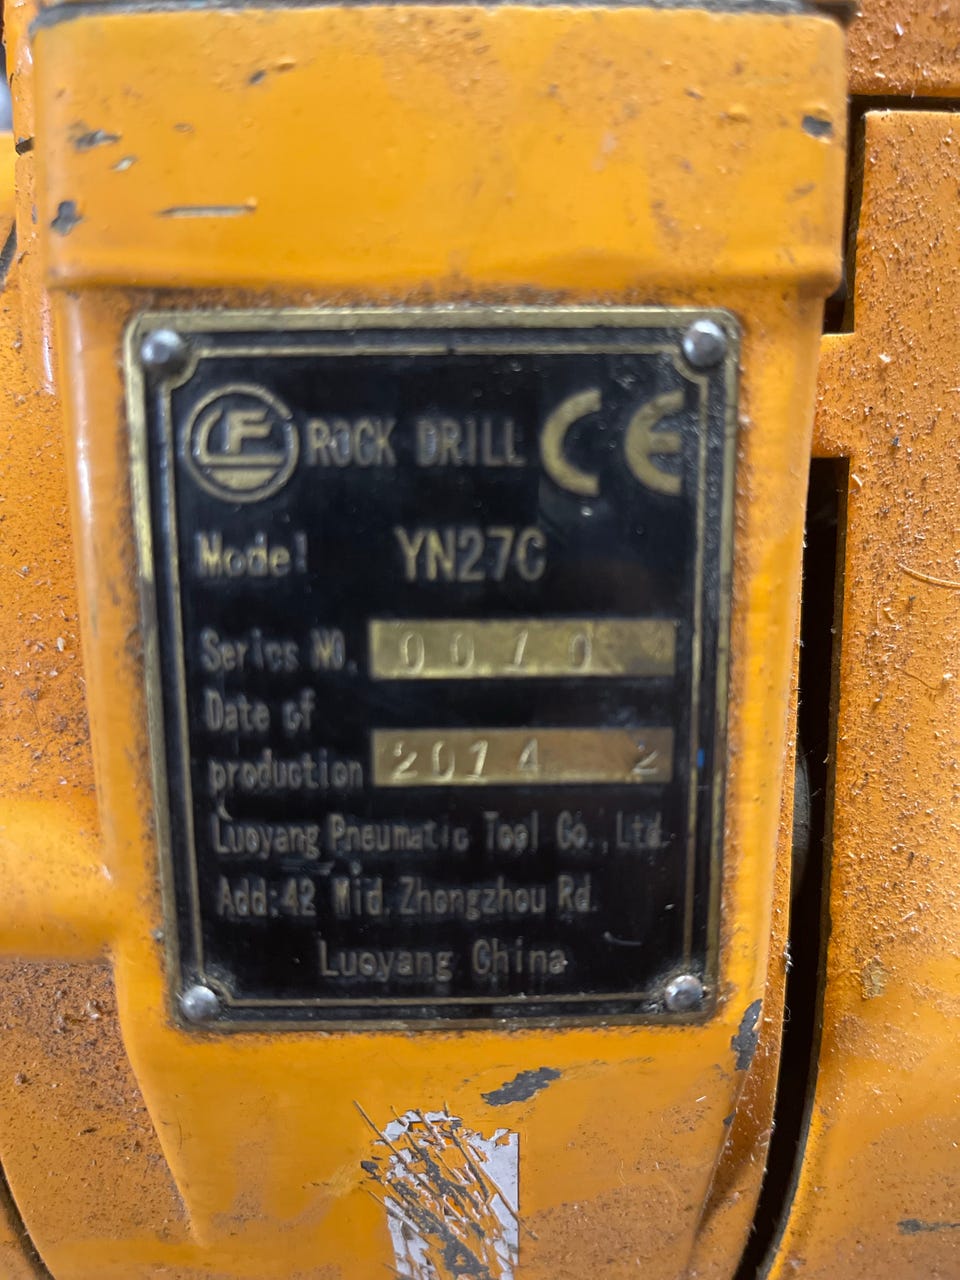 F ROCK DRILL CE
Model YN27C
Series NO. 0010
Date of
production 2014 2
Luoyang Pneumatic Tool Co., Ltd.
Add:42 Mid. Zhongzhou Rd.
Luoyang China